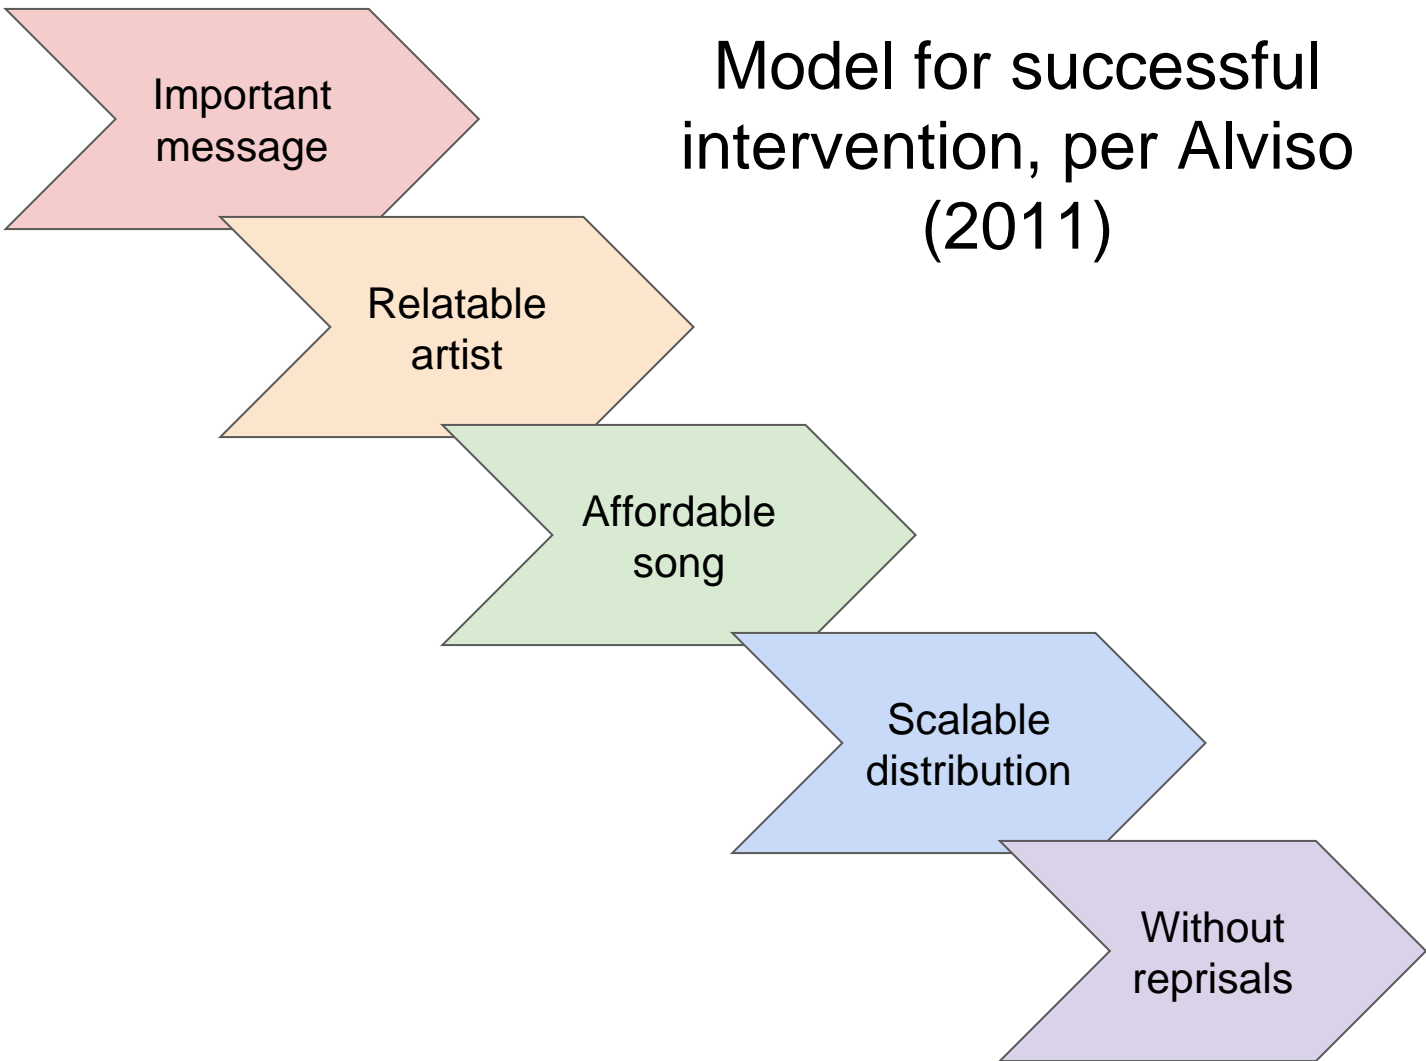 Model for successful
intervention, per Alviso
(2011)
Important
message
Relatable
artist
Affordable
song
Scalable
distribution
Without
reprisals